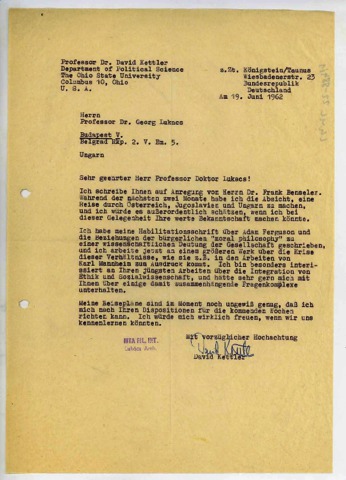 Professor Dr. David Kettler
Department of Political Science
The Ohio State University
Columbus 10, Ohio
U. S. A.
z.Zt. Königstein/Taunus
Wiesbadenerstr. 23
Bundesrepublik
Deutschland
Am 19. Juni 1962
Herrn
Professor Dr. Georg Lukacs
Budapest V.
Belgrad Rkp. 2. V. Em. 5.
Ungarn
Sehr geehrter Herr Professor Doktor Lukacs!
Ich schreibe Ihnen auf Anregung von Herrn Dr. Frank Benseler.
Während der nächsten zwei Monate habe ich die Absicht, eine
Reise durch Österreich, Jugoslavien und Ungarn zu machen,
und ich würde es außerordentlich schätzen, wenn ich bei
dieser Gelegenheit Ihre werte Bekanntschaft machen könnte.
Ich habe meine Habilitationsschrift über Adam Ferguson und
die Beziehungen der bürgerlichen "moral philosophy" zu
einer wissenschaftlichen Deutung der Gesellschaft geschrieben,
und ich arbeite jetzt an einem größeren Werk über die Krise
dieser Verhältnisse, wie sie z.B. in den Arbeiten von
Karl Mannheim zum Ausdruck kommt. Ich bin besonders interes-
siert an Ihren jüngsten Arbeiten über die Integration von
Ethik und Sozialwissenschaft, und hätte sehr gern mich mit
Ihnen über einige damit zusammenhängende Fragenkomplexe
unterhalten.
Meine Reisepläne sind im Moment noch ungewiß genug, daß ich
mich nach Ihren Dispositionen für die kommenden Wochen
richten kann. Ich würde mich wirklich freuen, wenn wir uns
kennenlernen könnten.
Mit vorzüglicher Hochachtung
David Kettler
MTA FIL. INT.
Lukács Arch.